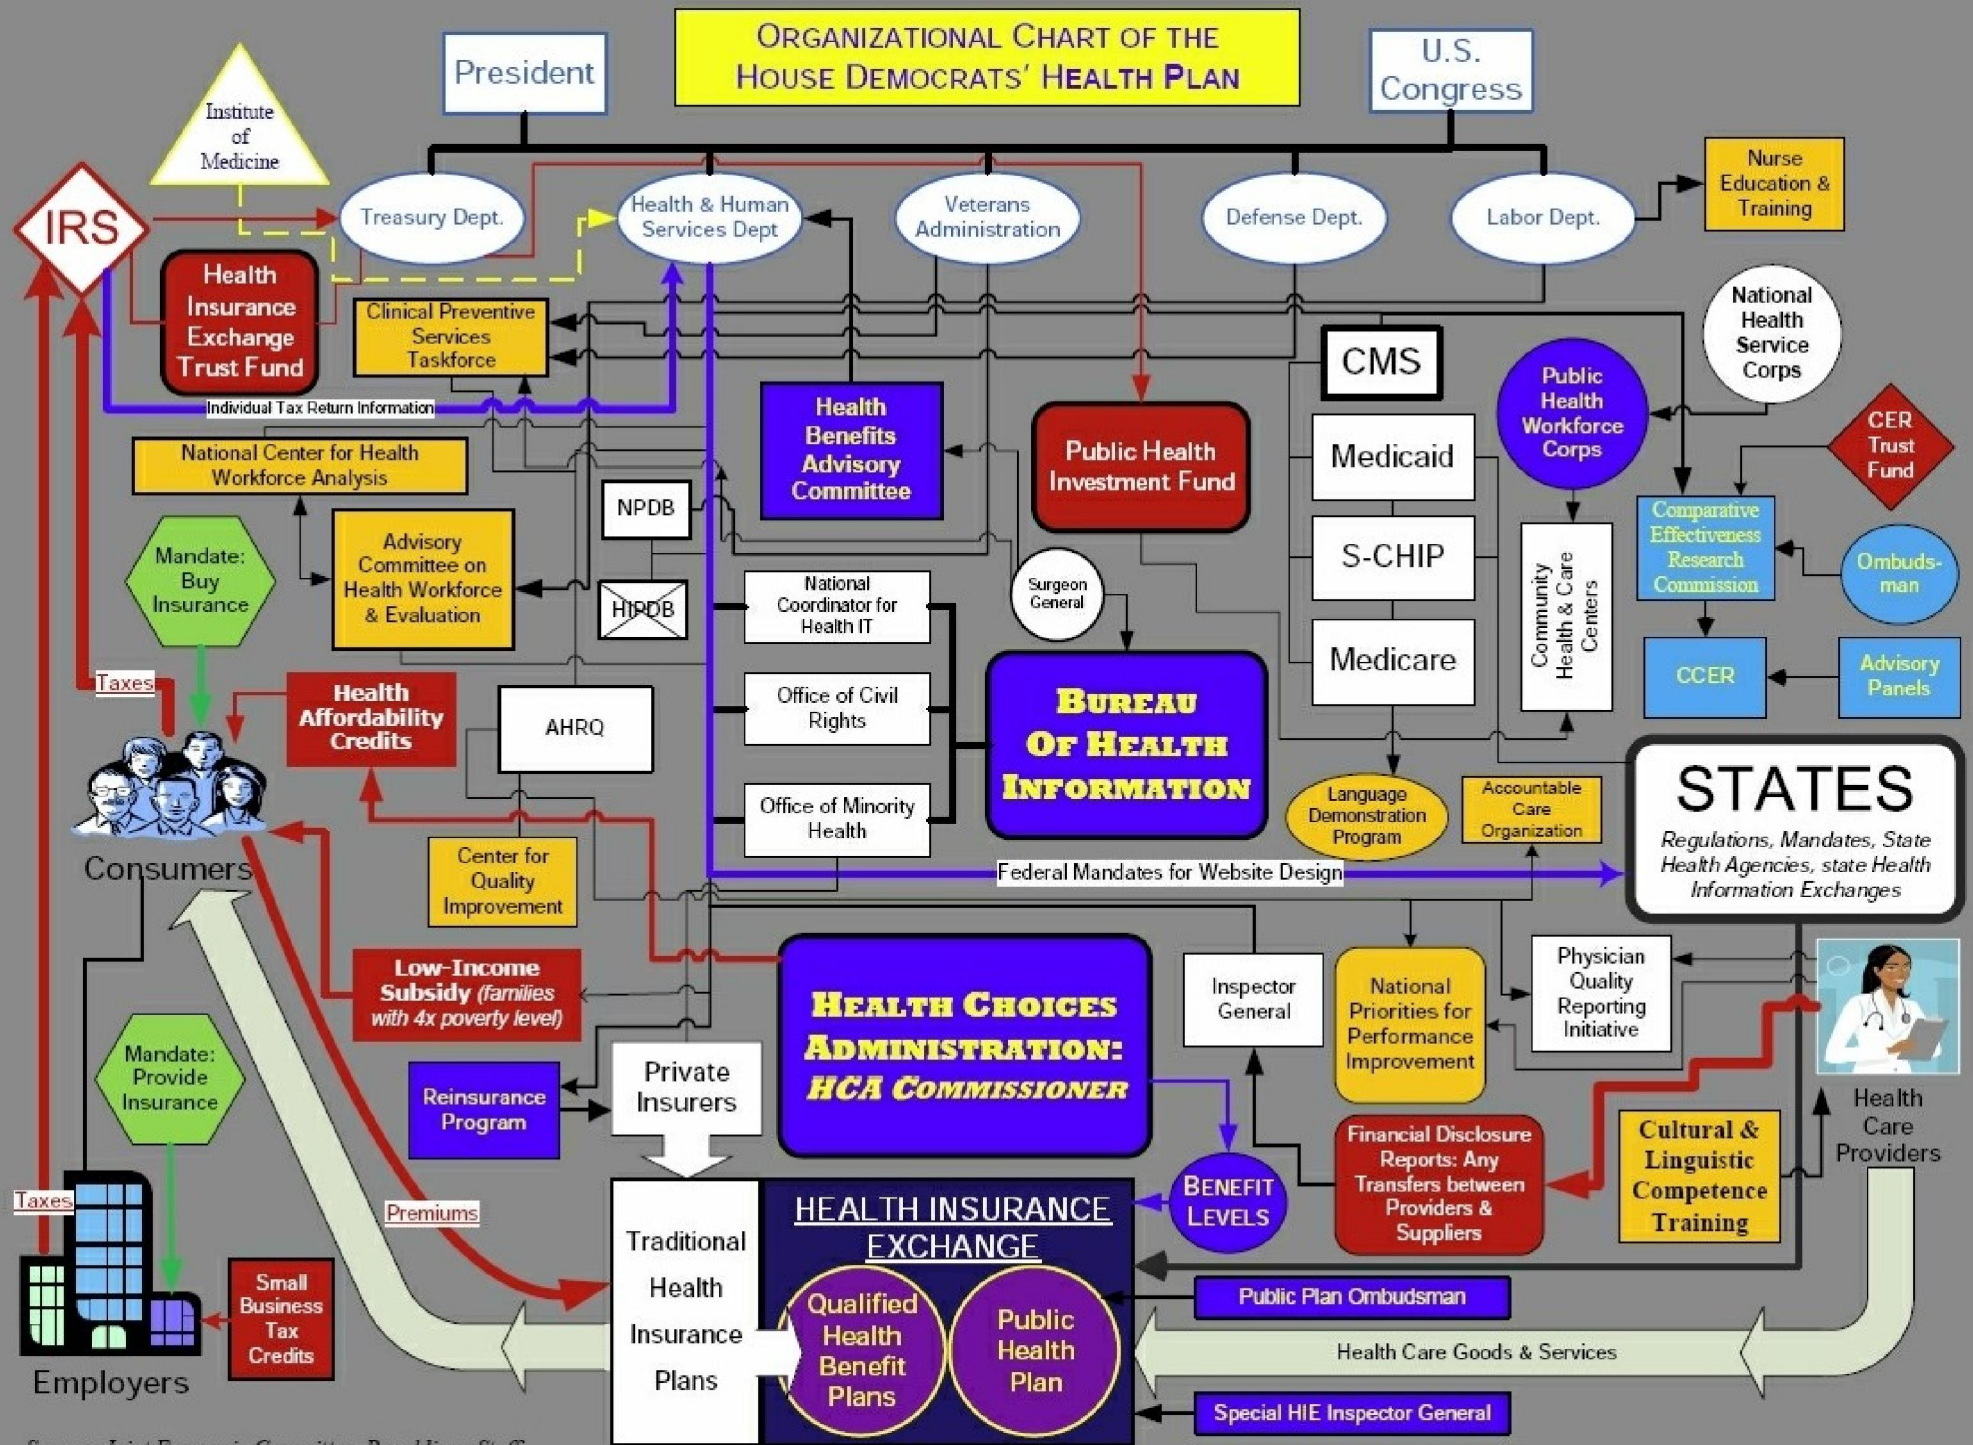 ORGANIZATIONAL CHART OF THE
HOUSE DEMOCRATS' HEALTH PLAN
President
U.S.
Congress
Institute
of
Medicine
IRS
Treasury Dept.
Health & Human
Services Dept
Veterans
Administration
Defense Dept.
Labor Dept.
Nurse
Education &
Training
Health
Insurance
Exchange
Trust Fund
Clinical Preventive
Services
Taskforce
Individual Tax Return Information
National Center for Health
Workforce Analysis
Health
Benefits
Advisory
Committee
Public Health
Investment Fund
CMS
Medicaid
S-CHIP
Medicare
Public
Health
Workforce
Corps
National
Health
Service
Corps
CER
Trust
Fund
Comparative
Effectiveness
Research
Commission
Ombuds-
man
CCER
Advisory
Panels
Community
Health & Care
Centers
Mandate:
Buy
Insurance
Advisory
Committee on
Health Workforce
& Evaluation
NPDB
HIPDB
National
Coordinator for
Health IT
Surgeon
General
Office of Civil
Rights
Office of Minority
Health
BUREAU
OF HEALTH
INFORMATION
Taxes
Health
Affordability
Credits
AHRQ
Language
Demonstration
Program
Accountable
Care
Organization
STATES
Regulations, Mandates, State
Health Agencies, state Health
Information Exchanges
Consumers
Center for
Quality
Improvement
Federal Mandates for Website Design
Low-Income
Subsidy (families
with 4x poverty level)
HEALTH CHOICES
ADMINISTRATION:
HCA COMMISSIONER
Inspector
General
National
Priorities for
Performance
Improvement
Physician
Quality
Reporting
Initiative
Health
Care
Providers
Mandate:
Provide
Insurance
Reinsurance
Program
Private
Insurers
BENEFIT
LEVELS
Financial Disclosure
Reports: Any
Transfers between
Providers &
Suppliers
Cultural &
Linguistic
Competence
Training
Taxes
Premiums
Traditional
Health
Insurance
Plans
HEALTH INSURANCE
EXCHANGE
Qualified
Health
Benefit
Plans
Public
Health
Plan
Public Plan Ombudsman
Health Care Goods & Services
Special HIE Inspector General
Small
Business
Tax
Credits
Employers